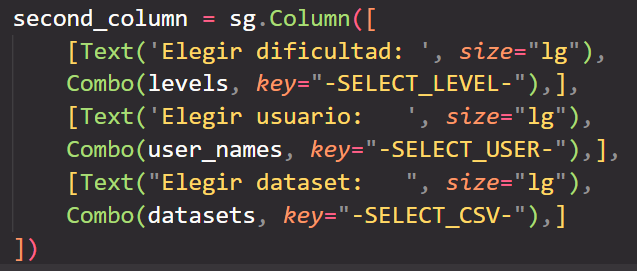 second_column = sg.Column([
    [Text('Elegir dificultad: ', size="lg"),
    Combo(levels, key="-SELECT_LEVEL-"),],
    [Text('Elegir usuario:   ', size="lg"),
    Combo(user_names, key="-SELECT_USER-"),],
    [Text("Elegir dataset:   ", size="lg"),
    Combo(datasets, key="-SELECT_CSV-"),]
])